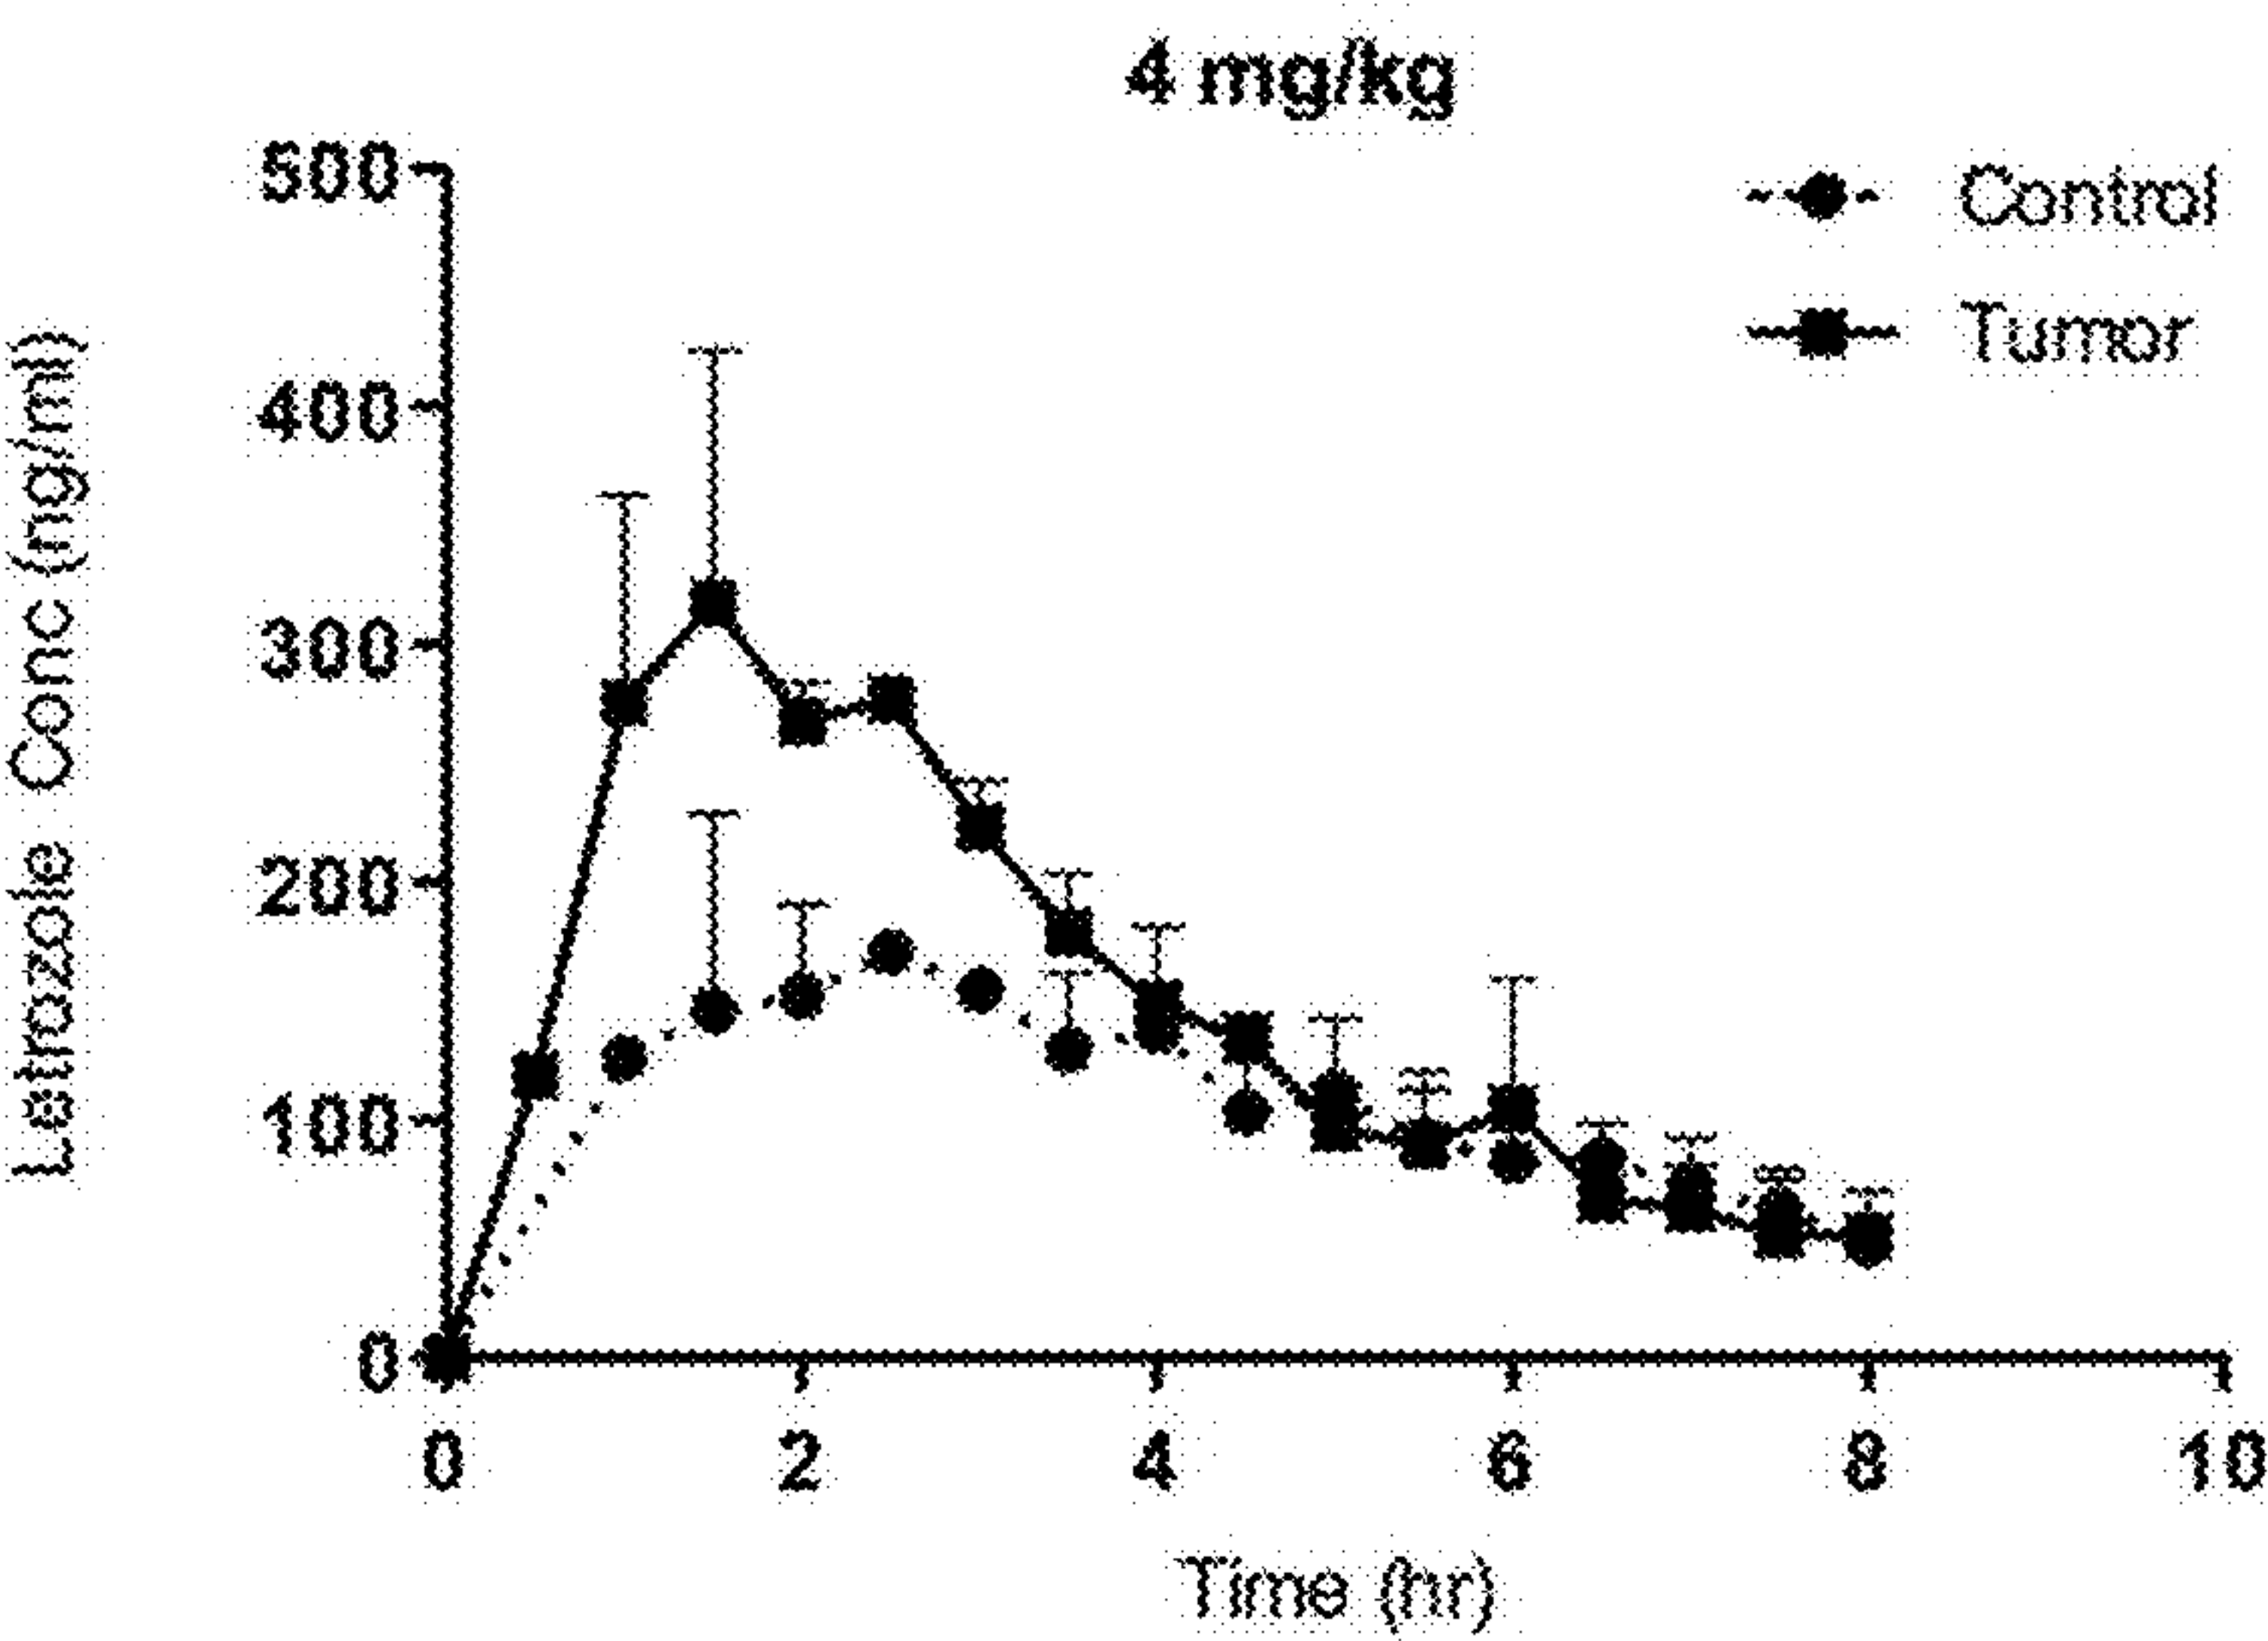 4 mg/kg
Control
Tumor
Letrozole Conc (ng/ml)
500
400
300
200
100
0
0 2 4 6 8 10
Time (hr)